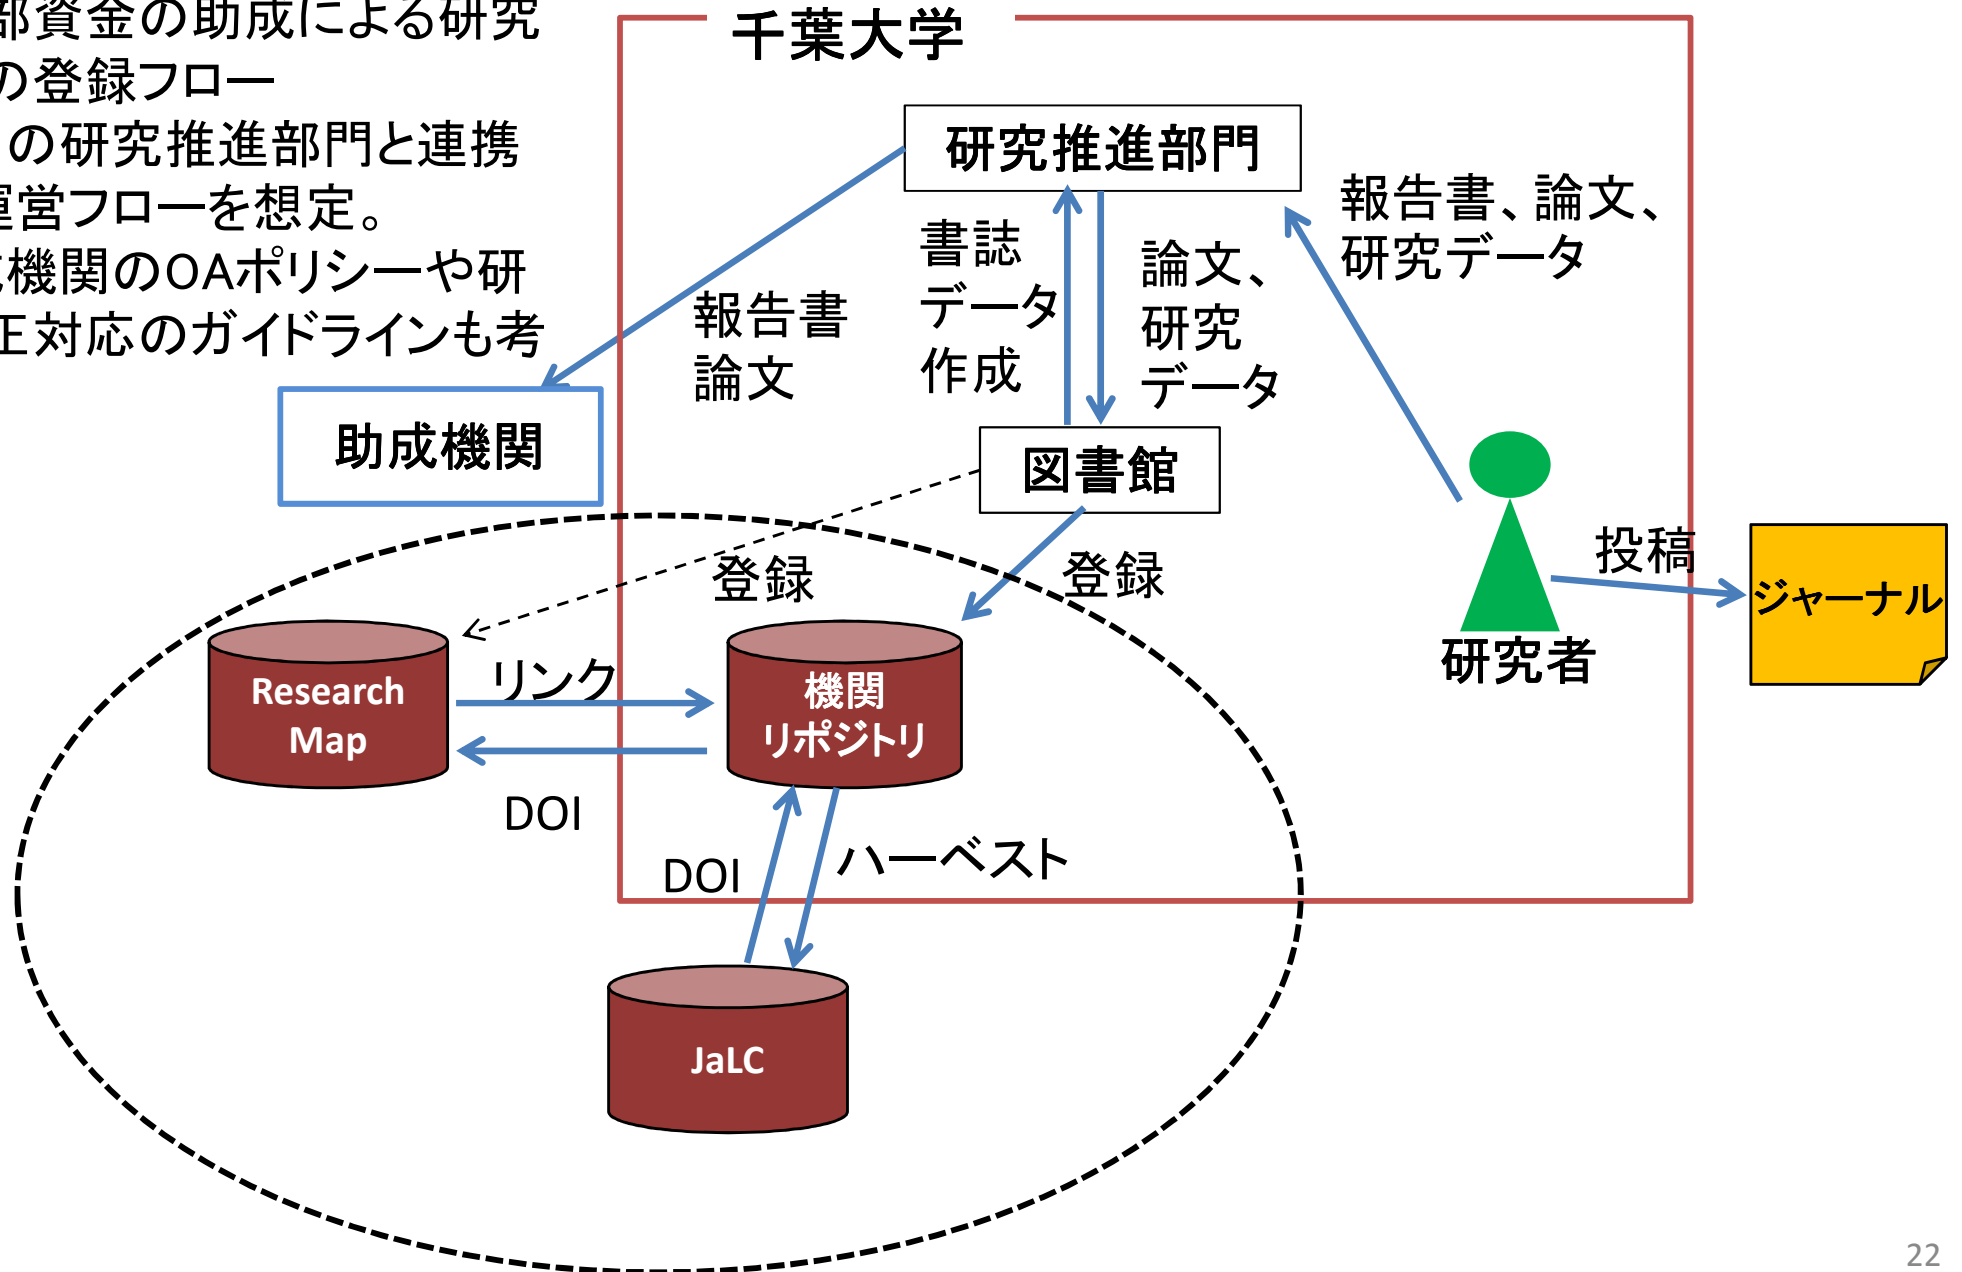 部資金の助成による研究
の登録フロー
の研究推進部門と連携
運営フローを想定。
機関のOAポリシーや研
正対応のガイドラインも考
千葉大学
研究推進部門
報告書、論文、
研究データ
書誌
データ
作成
論文、
研究
データ
報告書
論文
助成機関
図書館
登録
登録
投稿
ジャーナル
研究者
Research
Map
リンク
機関
リポジトリ
DOI
DOI
ハーベスト
JaLC
22